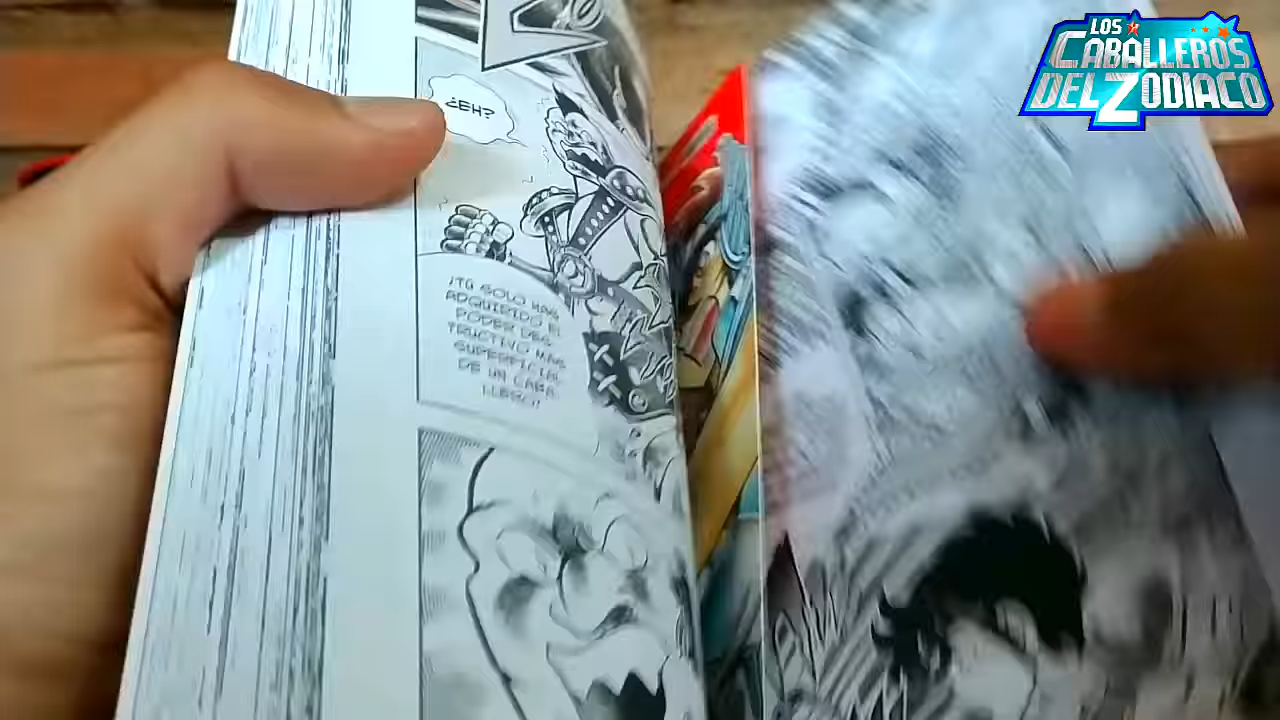 LOS
CABALLEROS
DEL ZODIACO
¿EH?
¡TÚ SOLO HAS
ADQUIRIDO EL
PODER DES
TRUCTIVO MÁS
SUPERFICIAL
DE UN CABA
LLERO!!